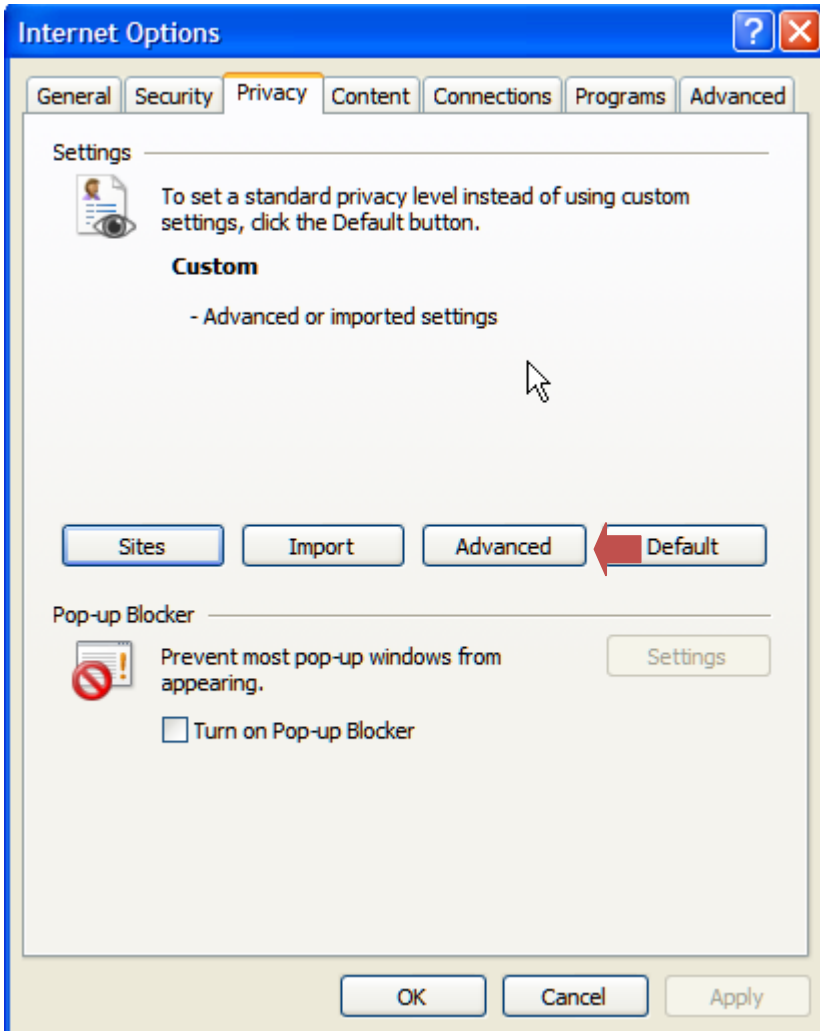 Internet Options
General Security Privacy Content Connections Programs Advanced
Settings
To set a standard privacy level instead of using custom
settings, click the Default button.
Custom
- Advanced or imported settings
Sites Import Advanced Default
Pop-up Blocker
Prevent most pop-up windows from
appearing.
Settings
Turn on Pop-up Blocker
OK Cancel Apply